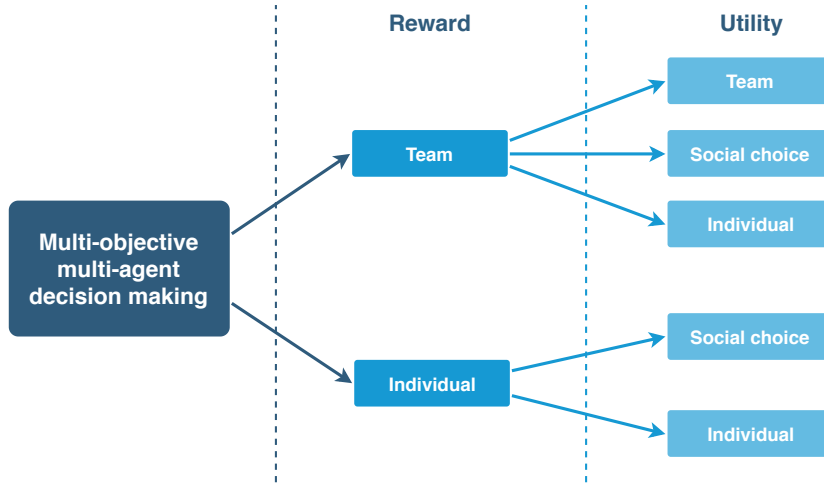 Reward
Utility
Team
Team
Social choice
Individual
Multi-objective
multi-agent
decision making
Individual
Social choice
Individual